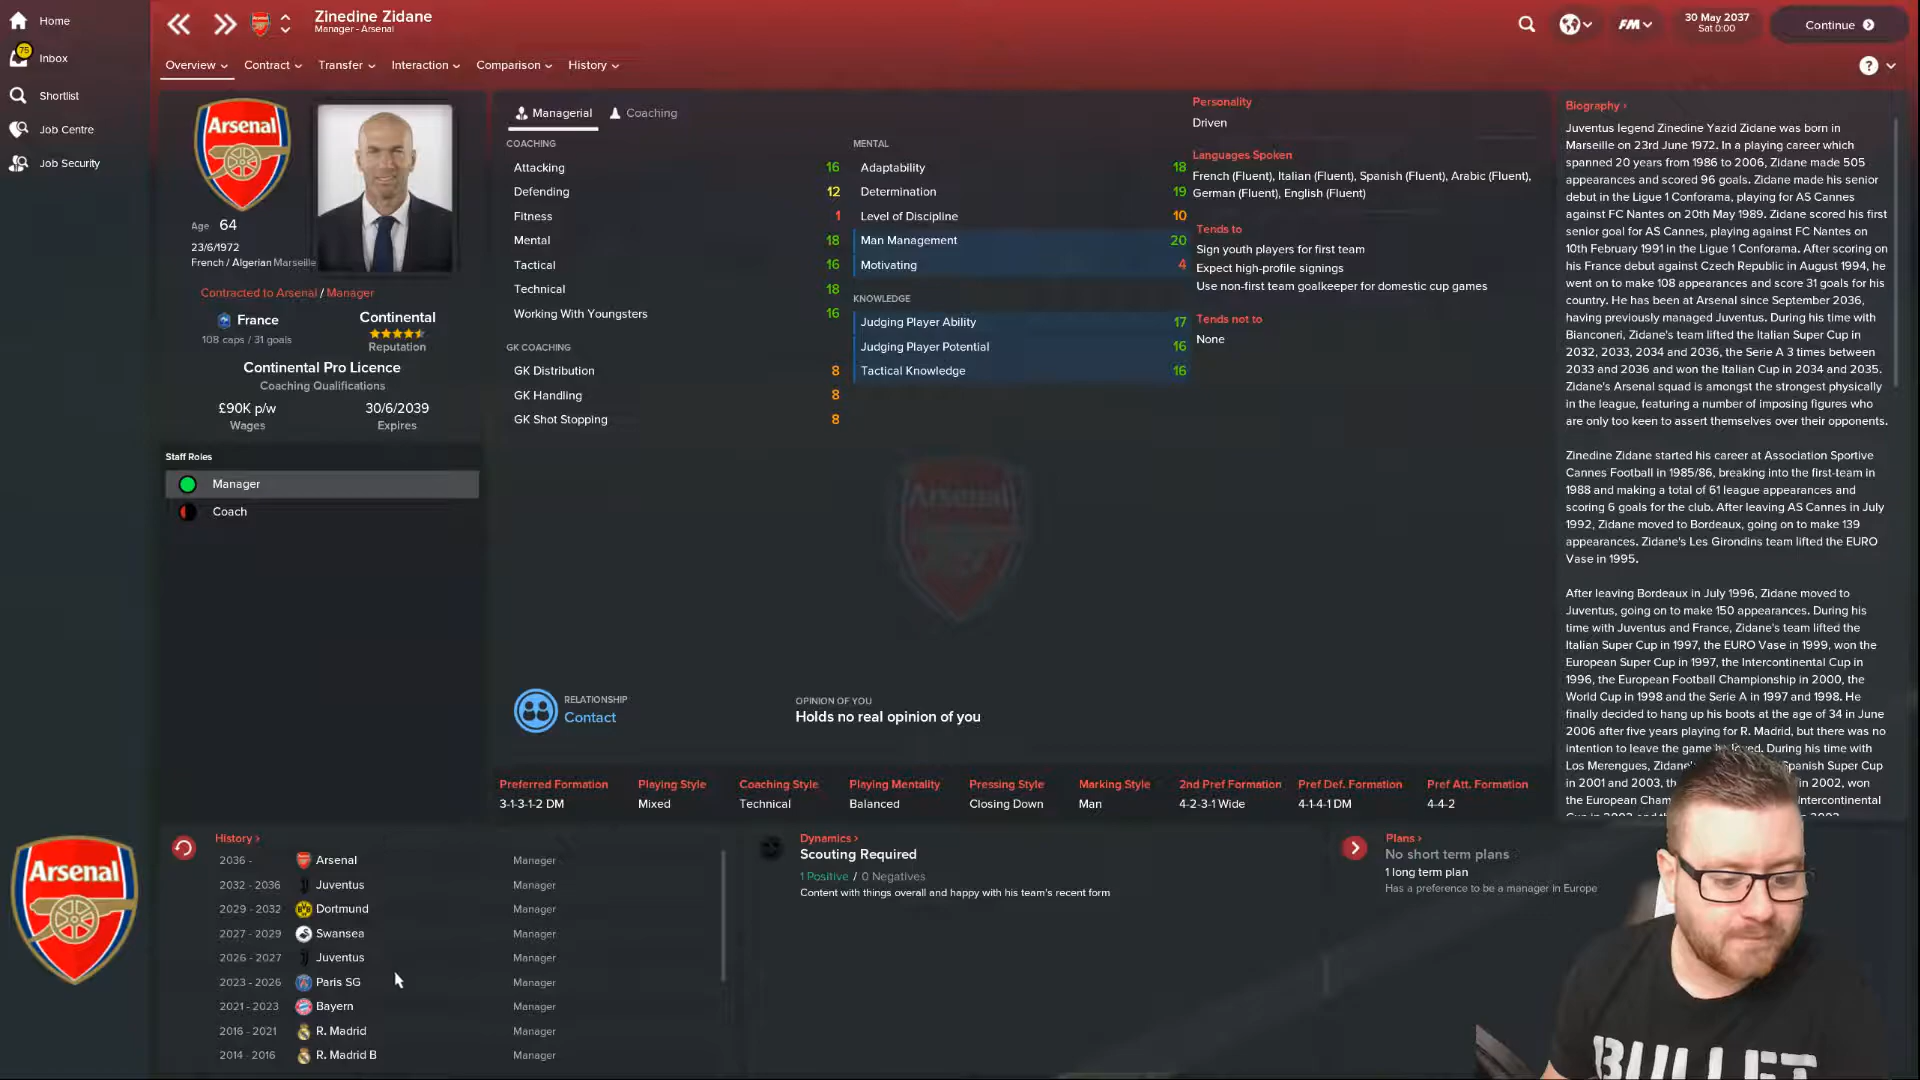 Home
Inbox
75
Shortlist
Job Centre
Job Security
Zinedine Zidane
Manager - Arsenal
FM
30 May 2037
Sat 0:00
Continue
Overview
Contract
Transfer
Interaction
Comparison
History
?
Arsenal
Age 64
23/6/1972
French / Algerian Marseille
Contracted to Arsenal / Manager
France
108 caps / 31 goals
Continental
Reputation
Continental Pro Licence
Coaching Qualifications
£90K p/w
Wages
30/6/2039
Expires
Staff Roles
Manager
Coach
Managerial
Coaching
COACHING
Attacking 16
Defending 12
Fitness 1
Mental 18
Tactical 16
Technical 18
Working With Youngsters 16
GK COACHING
GK Distribution 8
GK Handling 8
GK Shot Stopping 8
MENTAL
Adaptability 18
Determination 19
Level of Discipline 10
Man Management 20
Motivating 4
KNOWLEDGE
Judging Player Ability 17
Judging Player Potential 16
Tactical Knowledge 16
Personality
Driven
Languages Spoken
French (Fluent), Italian (Fluent), Spanish (Fluent), Arabic (Fluent),
German (Fluent), English (Fluent)
Tends to
Sign youth players for first team
Expect high-profile signings
Use non-first team goalkeeper for domestic cup games
Tends not to
None
Arsenal
RELATIONSHIP
Contact
OPINION OF YOU
Holds no real opinion of you
Preferred Formation
3-1-3-1-2 DM
Playing Style
Mixed
Coaching Style
Technical
Playing Mentality
Balanced
Pressing Style
Closing Down
Marking Style
Man
2nd Pref Formation
4-2-3-1 Wide
Pref Def. Formation
4-1-4-1 DM
Pref Att. Formation
4-4-2
Biography >
Juventus legend Zinedine Yazid Zidane was born in
Marseille on 23rd June 1972. In a playing career which
spanned 20 years from 1986 to 2006, Zidane made 505
appearances and scored 96 goals. Zidane made his senior
debut in the Ligue 1 Conforama, playing for AS Cannes
against FC Nantes on 20th May 1989. Zidane scored his first
senior goal for AS Cannes, playing against FC Nantes on
10th February 1991 in the Ligue 1 Conforama. After scoring on
his France debut against Czech Republic in August 1994, he
went on to make 108 appearances and score 31 goals for his
country. He has been at Arsenal since September 2036,
having previously managed Juventus. During his time with
Bianconeri, Zidane's team lifted the Italian Super Cup in
2032, 2033, 2034 and 2036, the Serie A 3 times between
2033 and 2036 and won the Italian Cup in 2034 and 2035.
Zidane's Arsenal squad is amongst the strongest physically
in the league, featuring a number of imposing figures who
are only too keen to assert themselves over their opponents.
Zinedine Zidane started his career at Association Sportive
Cannes Football in 1985/86, breaking into the first-team in
1988 and making a total of 61 league appearances and
scoring 6 goals for the club. After leaving AS Cannes in July
1992, Zidane moved to Bordeaux, going on to make 139
appearances. Zidane's Les Girondins team lifted the EURO
Vase in 1995.
After leaving Bordeaux in July 1996, Zidane moved to
Juventus, going on to make 150 appearances. During his
time with Juventus and France, Zidane's team lifted the
Italian Super Cup in 1997, the EURO Vase in 1999, won the
European Super Cup in 1997, the Intercontinental Cup in
1996, the European Football Championship in 2000, the
World Cup in 1998 and the Serie A in 1997 and 1998. He
finally decided to hang up his boots at the age of 34 in June
2006 after five years playing for R. Madrid, but there was no
intention to leave the game During his time with
Los Merengues, Spanish Super Cup
in 2001 and 2003, in 2002, won
the European Intercontinental
History >
2036 - Arsenal Manager
2032 - 2036 Juventus Manager
2029 - 2032 Dortmund Manager
2027 - 2029 Swansea Manager
2026 - 2027 Juventus Manager
2023 - 2026 Paris SG Manager
2021 - 2023 Bayern Manager
2016 - 2021 R. Madrid Manager
2014 - 2016 R. Madrid B Manager
Dynamics >
Scouting Required
1 Positive / 0 Negatives
Content with things overall and happy with his team's recent form
Plans >
No short term plans
1 long term plan
Has a preference to be a manager in Europe
Arsenal
BULLET